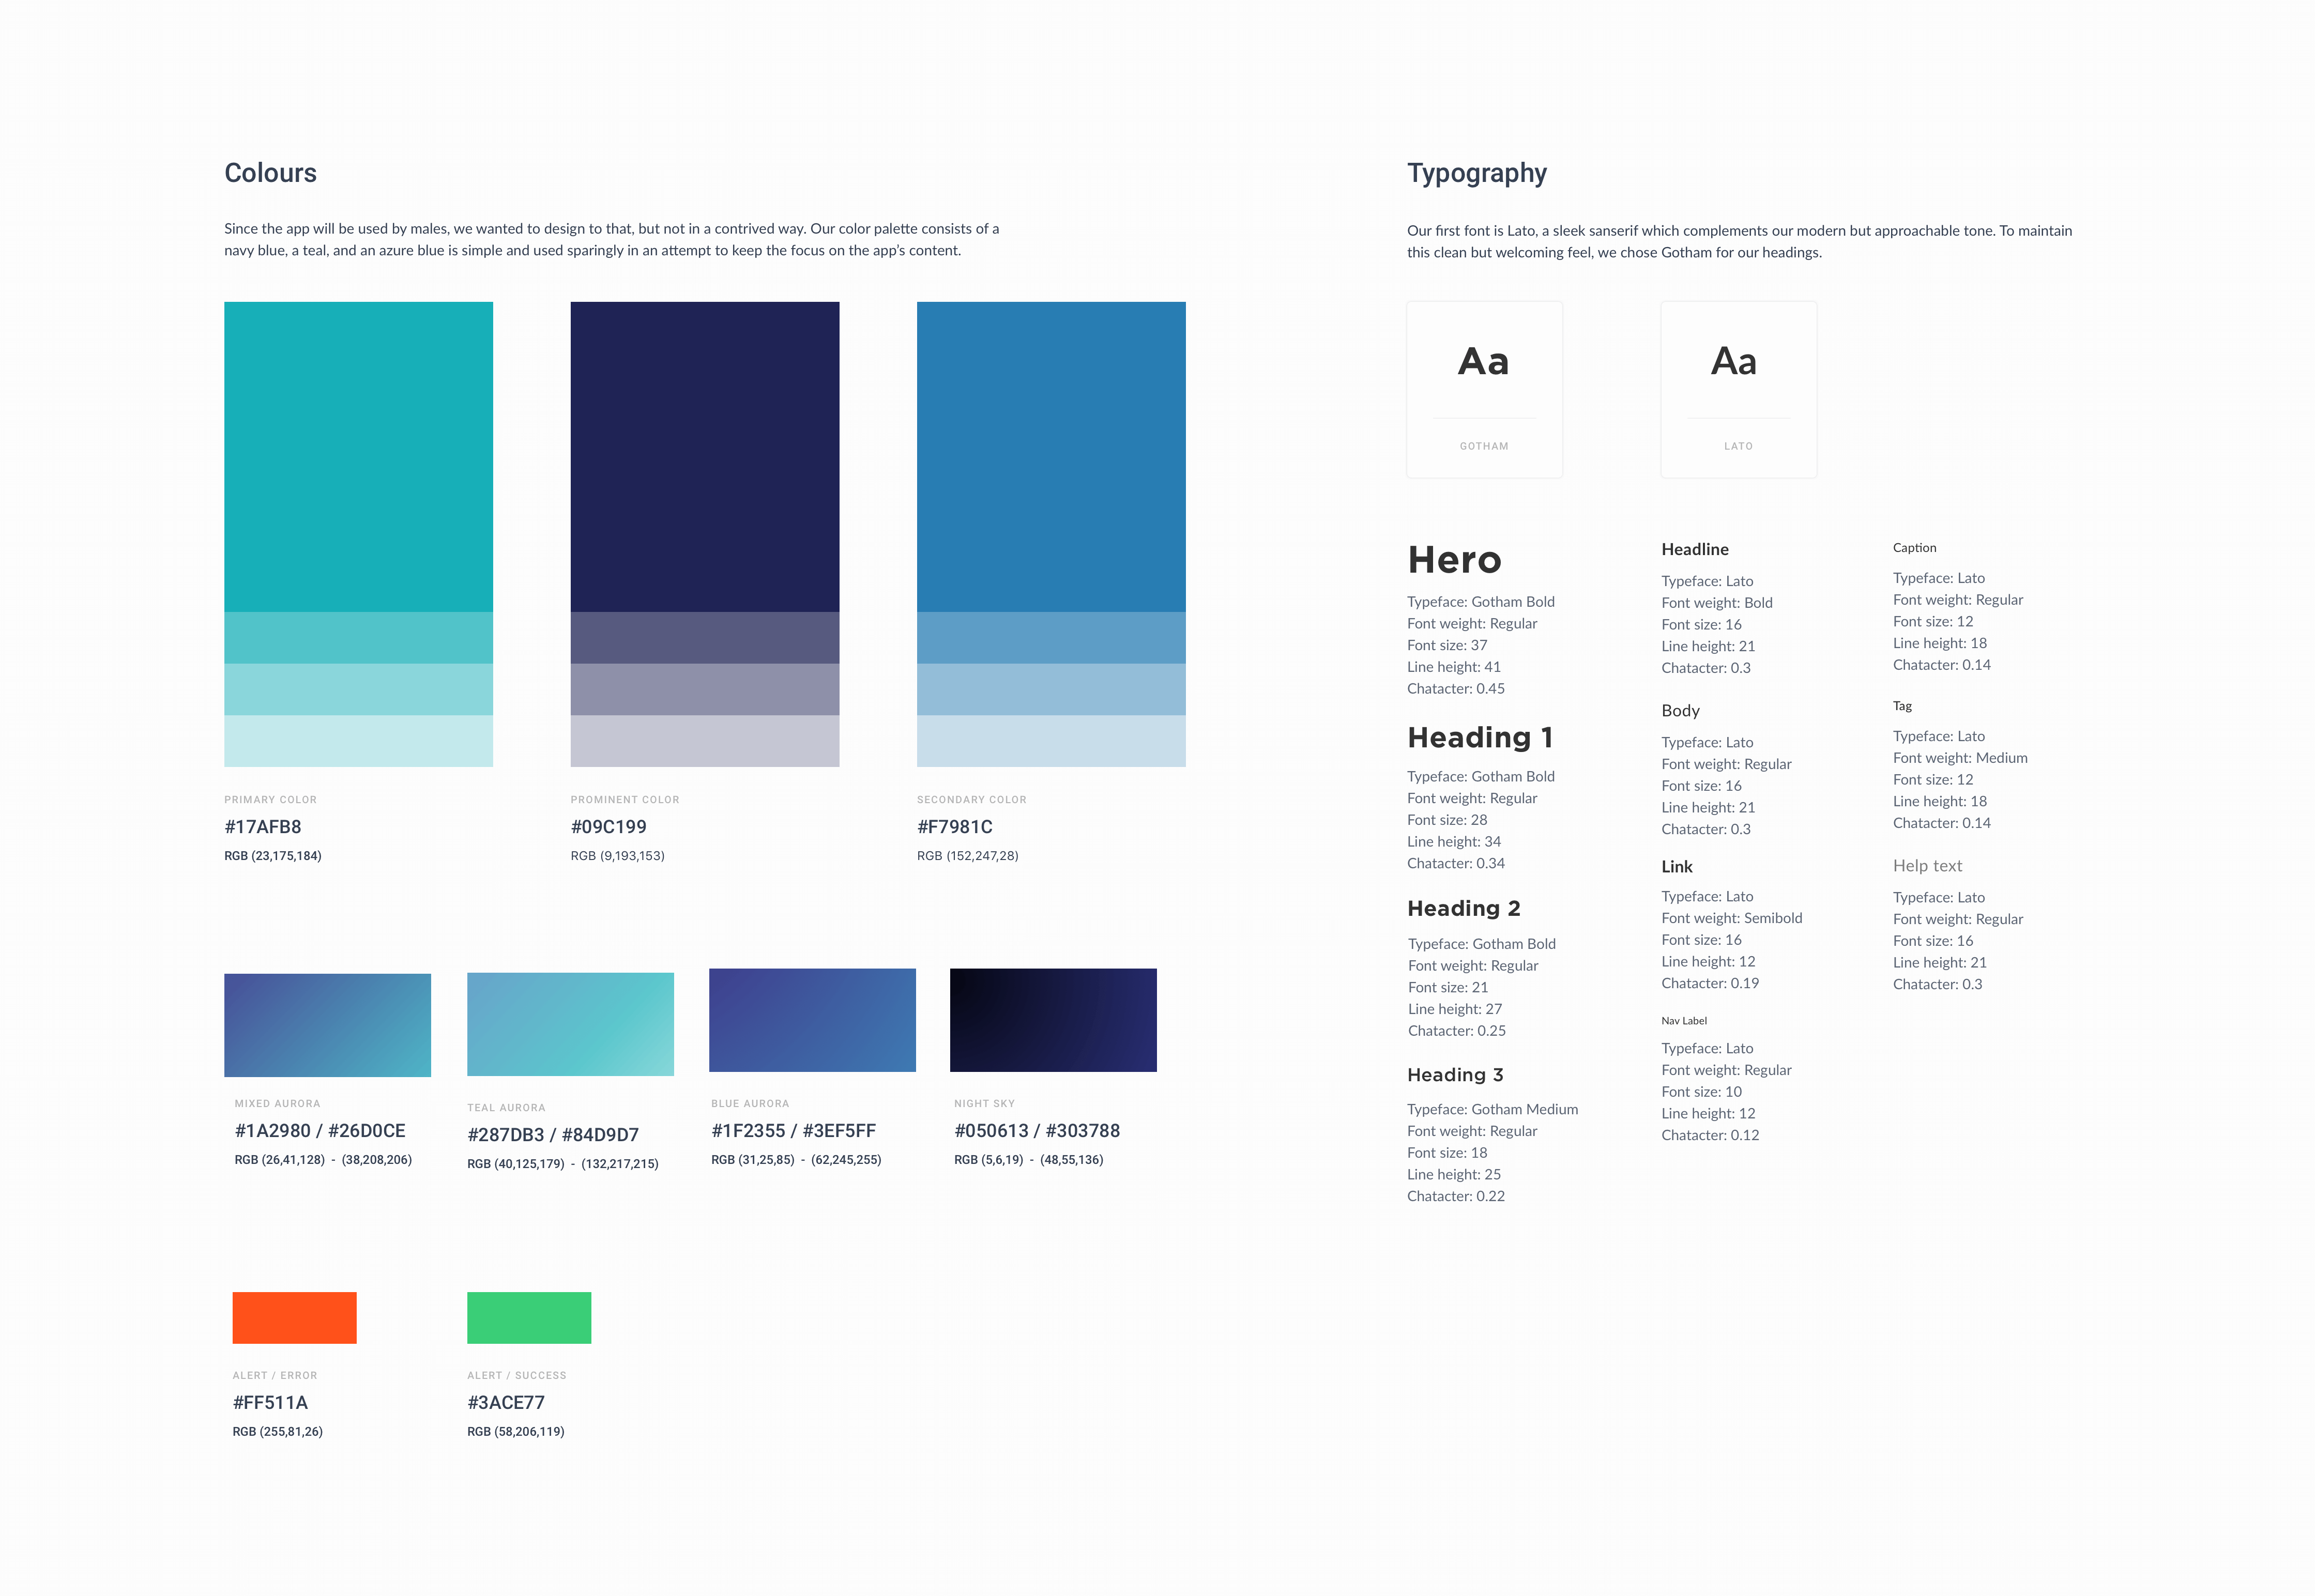 Colours
Since the app will be used by males, we wanted to design to that, but not in a contrived way. Our color palette consists of a
navy blue, a teal, and an azure blue is simple and used sparingly in an attempt to keep the focus on the app's content.
PRIMARY COLOR
#17AFB8
RGB (23,175,184)
PROMINENT COLOR
#09C199
RGB (9,193,153)
SECONDARY COLOR
#F7981C
RGB (152,247,28)
MIXED AURORA
#1A2980 / #26D0CE
RGB (26,41,128) - (38,208,206)
TEAL AURORA
#287DB3 / #84D9D7
RGB (40,125,179) - (132,217,215)
BLUE AURORA
#1F2355 / #3EF5FF
RGB (31,25,85) - (62,245,255)
NIGHT SKY
#050613 / #303788
RGB (5,6,19) - (48,55,136)
ALERT / ERROR
#FF511A
RGB (255,81,26)
ALERT / SUCCESS
#3ACE77
RGB (58,206,119)
Typography
Our first font is Lato, a sleek sanserif which complements our modern but approachable tone. To maintain
this clean but welcoming feel, we chose Gotham for our headings.
Aa
GOTHAM
Aa
LATO
Hero
Typeface: Gotham Bold
Font weight: Regular
Font size: 37
Line height: 41
Chatacter: 0.45
Heading 1
Typeface: Gotham Bold
Font weight: Regular
Font size: 28
Line height: 34
Chatacter: 0.34
Heading 2
Typeface: Gotham Bold
Font weight: Regular
Font size: 21
Line height: 27
Chatacter: 0.25
Heading 3
Typeface: Gotham Medium
Font weight: Regular
Font size: 18
Line height: 25
Chatacter: 0.22
Headline
Typeface: Lato
Font weight: Bold
Font size: 16
Line height: 21
Chatacter: 0.3
Body
Typeface: Lato
Font weight: Regular
Font size: 16
Line height: 21
Chatacter: 0.3
Link
Typeface: Lato
Font weight: Semibold
Font size: 16
Line height: 12
Chatacter: 0.19
Nav Label
Typeface: Lato
Font weight: Regular
Font size: 10
Line height: 12
Chatacter: 0.12
Caption
Typeface: Lato
Font weight: Regular
Font size: 12
Line height: 18
Chatacter: 0.14
Tag
Typeface: Lato
Font weight: Medium
Font size: 12
Line height: 18
Chatacter: 0.14
Help text
Typeface: Lato
Font weight: Regular
Font size: 16
Line height: 21
Chatacter: 0.3